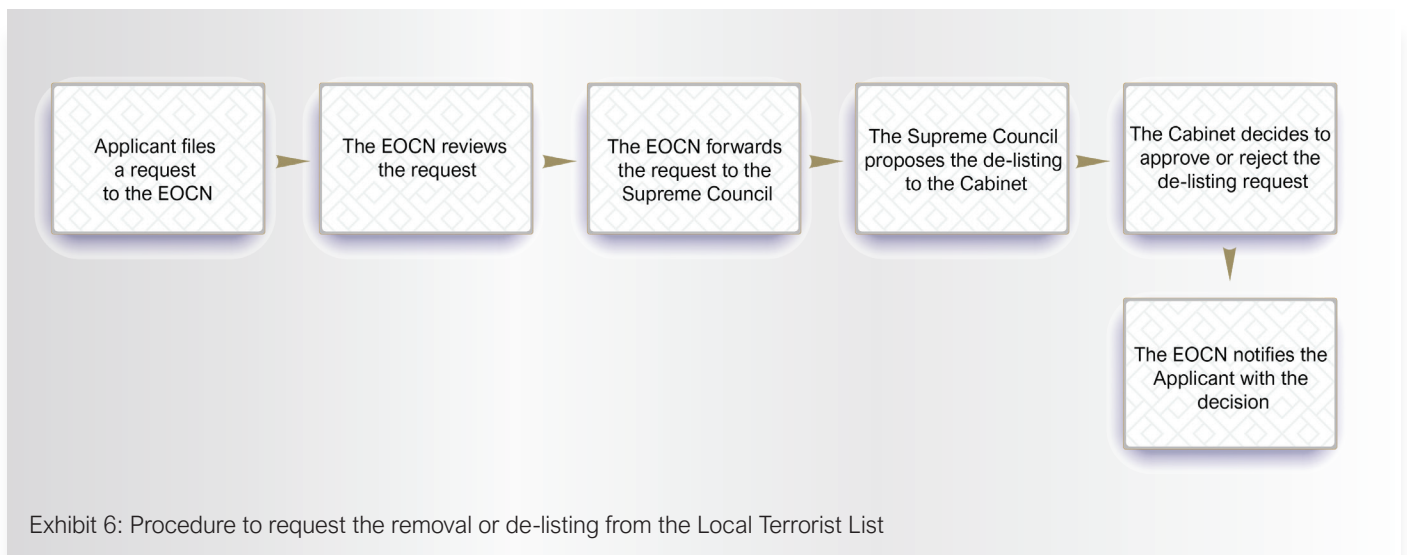 Applicant files
a request
to the EOCN
The EOCN reviews
the request
The EOCN forwards
the request to the
Supreme Council
The Supreme Council
proposes the de-listing
to the Cabinet
The Cabinet decides to
approve or reject the
de-listing request
The EOCN notifies the
Applicant with the
decision
Exhibit 6: Procedure to request the removal or de-listing from the Local Terrorist List